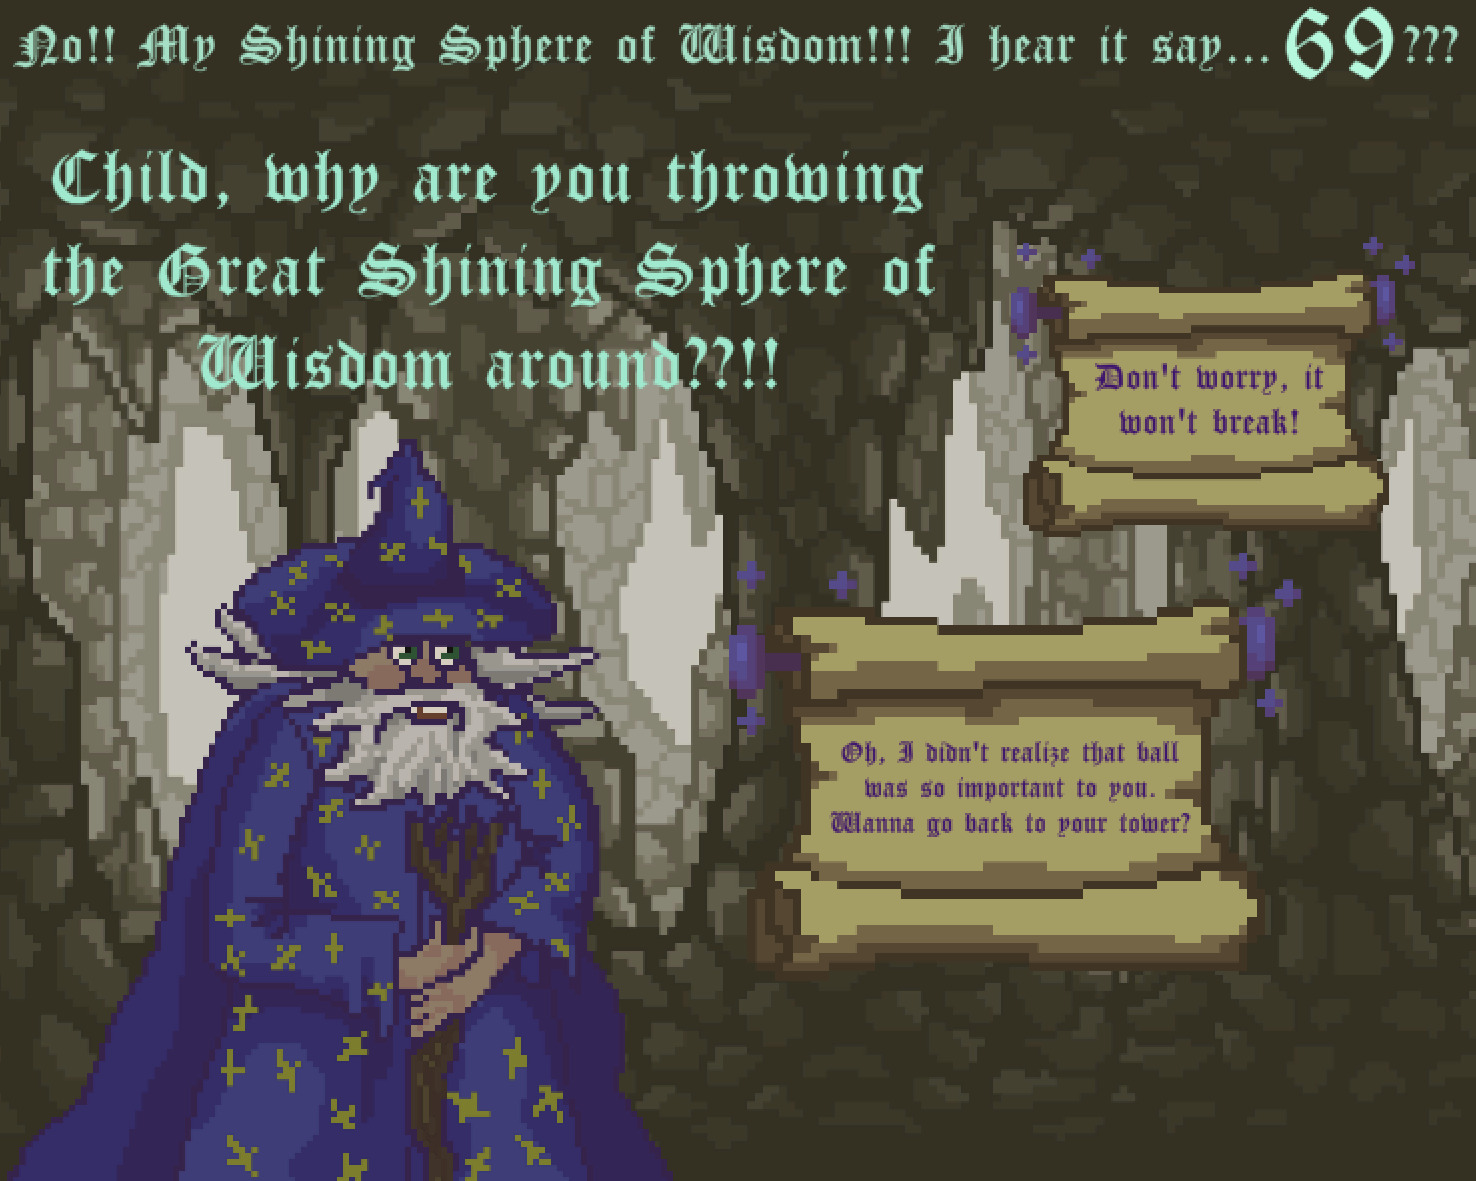 No!! My Shining Sphere of Wisdom!!! I hear it say... 69???
Child, why are you throwing
the Great Shining Sphere of
Wisdom around??!!
Don't worry, it
won't break!
Oh, I didn't realize that ball
was so important to you.
Wanna go back to your tower?